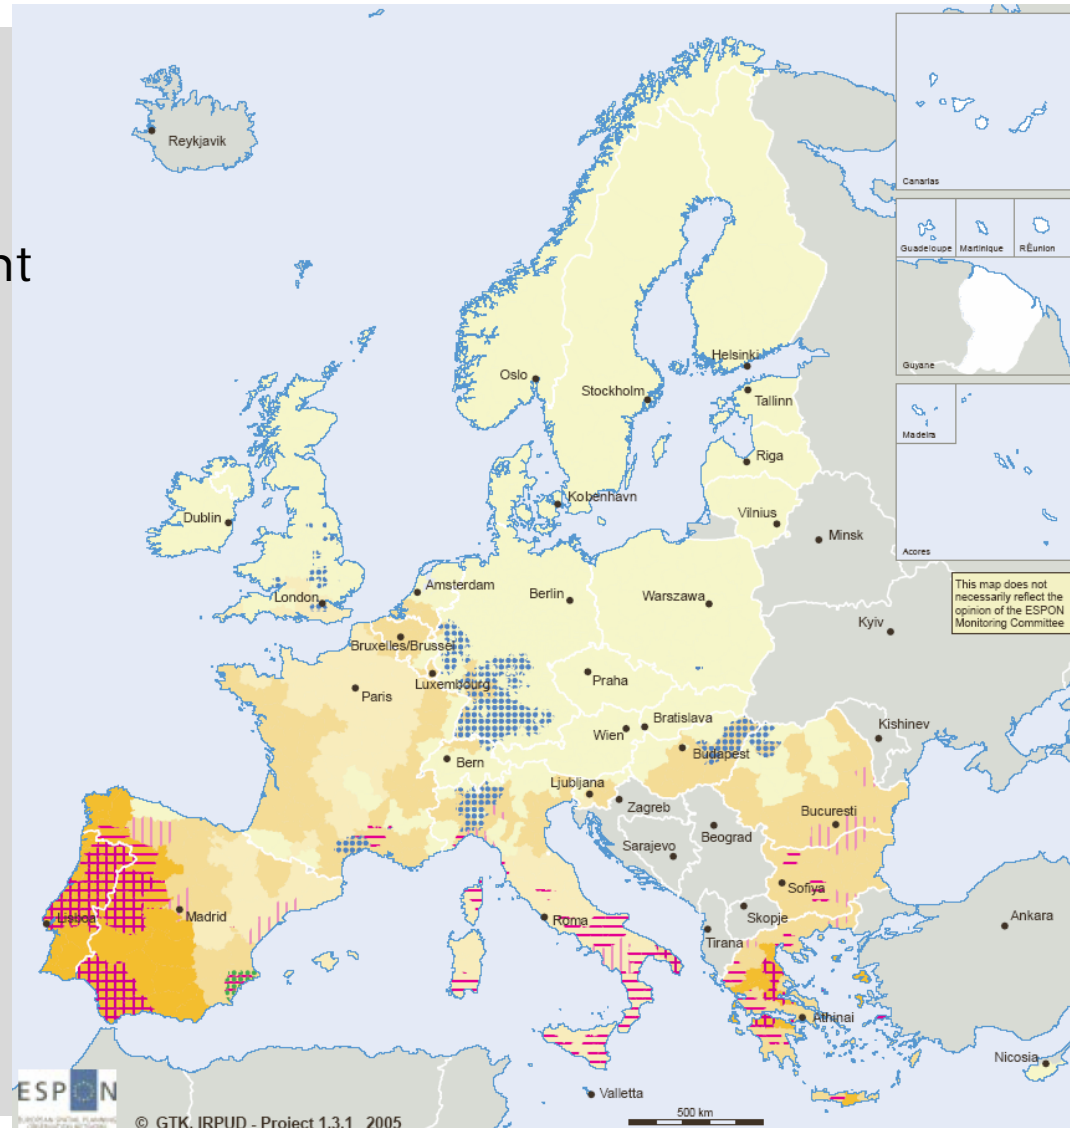 nt
Reykjavik
Canarias
Guadeloupe
Martinique
RÊunion
Guyane
Madeira
Acores
Helsinki
Oslo
Stockholm
Tallinn
Riga
Kobenhavn
Dublin
Vilnius
Minsk
Amsterdam
London
Berlin
Warszawa
This map does not
necessarily reflect the
opinion of the ESPON
Monitoring Committee
Kyiv
Bruxelles/Brussel
Luxembourg
Praha
Paris
Bratislava
Wien
Kishinev
Budapest
Bern
Ljubljana
Zagreb
Bucuresti
Beograd
Sarajevo
Sofiya
Madrid
Roma
Skopje
Ankara
Tirana
Athinai
Nicosia
ESPON
Valletta
500 km
© GTK, IRPUD - Project 1.3.1 2005